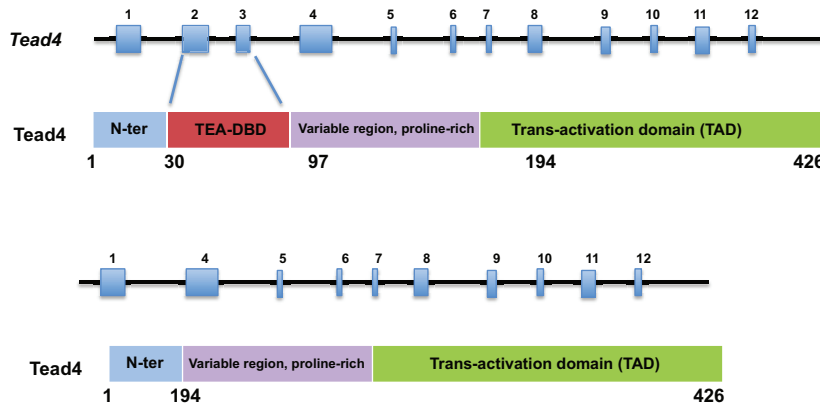 1 2 3 4 5 6 7 8 9 10 11 12
Tead4
Tead4 N-ter TEA-DBD Variable region, proline-rich Trans-activation domain (TAD)
1 30 97 194 426
1 4 5 6 7 8 9 10 11 12
Tead4 N-ter Variable region, proline-rich Trans-activation domain (TAD)
1 194 426